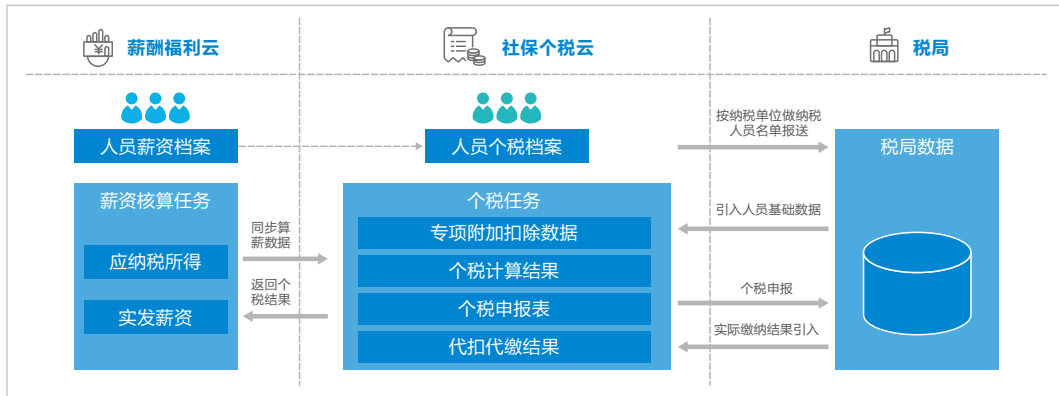 薪酬福利云
社保个税云
税局
人员薪资档案
人员个税档案
按纳税单位做纳税
人员名单报送
税局数据
薪资核算任务
应纳税所得
实发薪资
同步算
薪数据
返回个
税结果
个税任务
专项附加扣除数据
个税计算结果
个税申报表
代扣代缴结果
引入人员基础数据
个税申报
实际缴纳结果引入